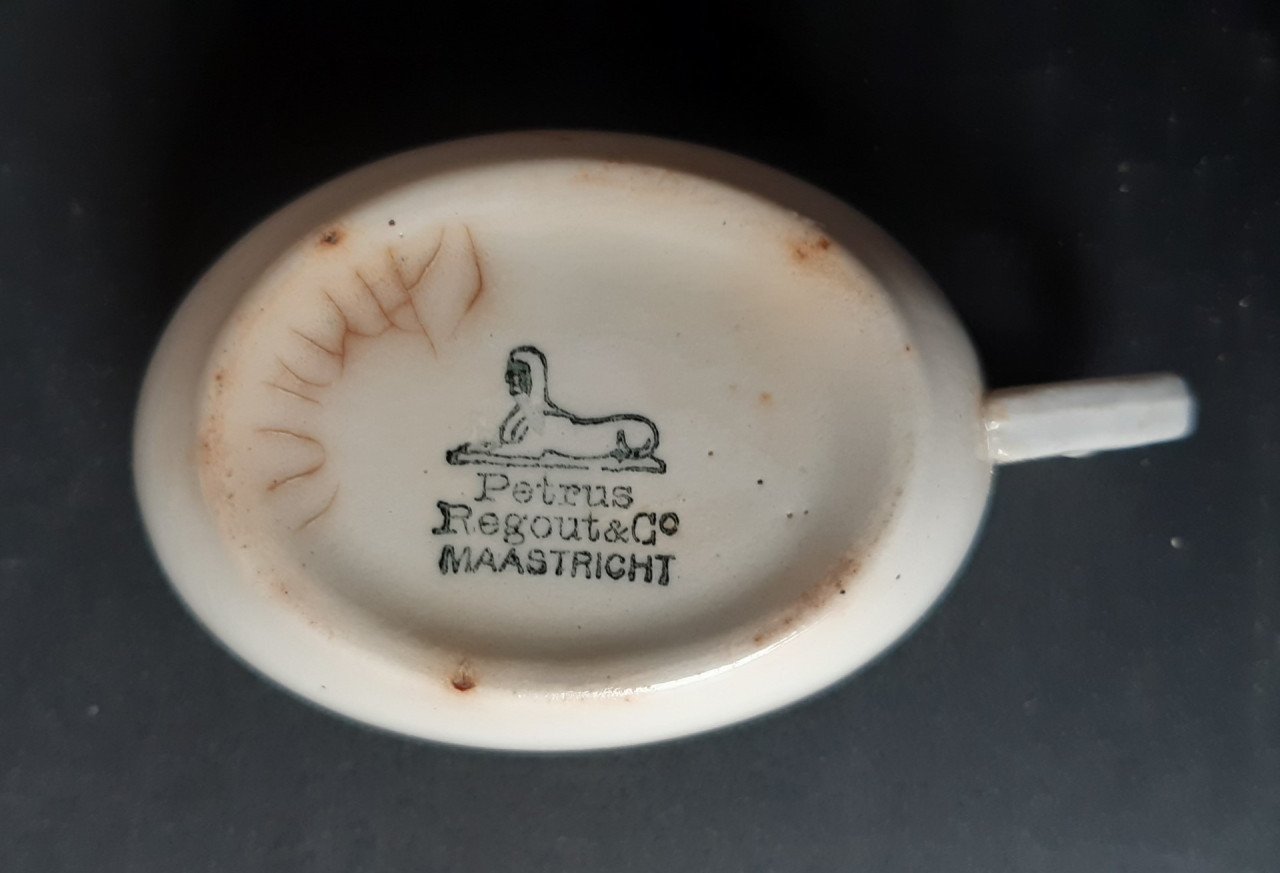 Petrus
Regout & Co
MAASTRICHT